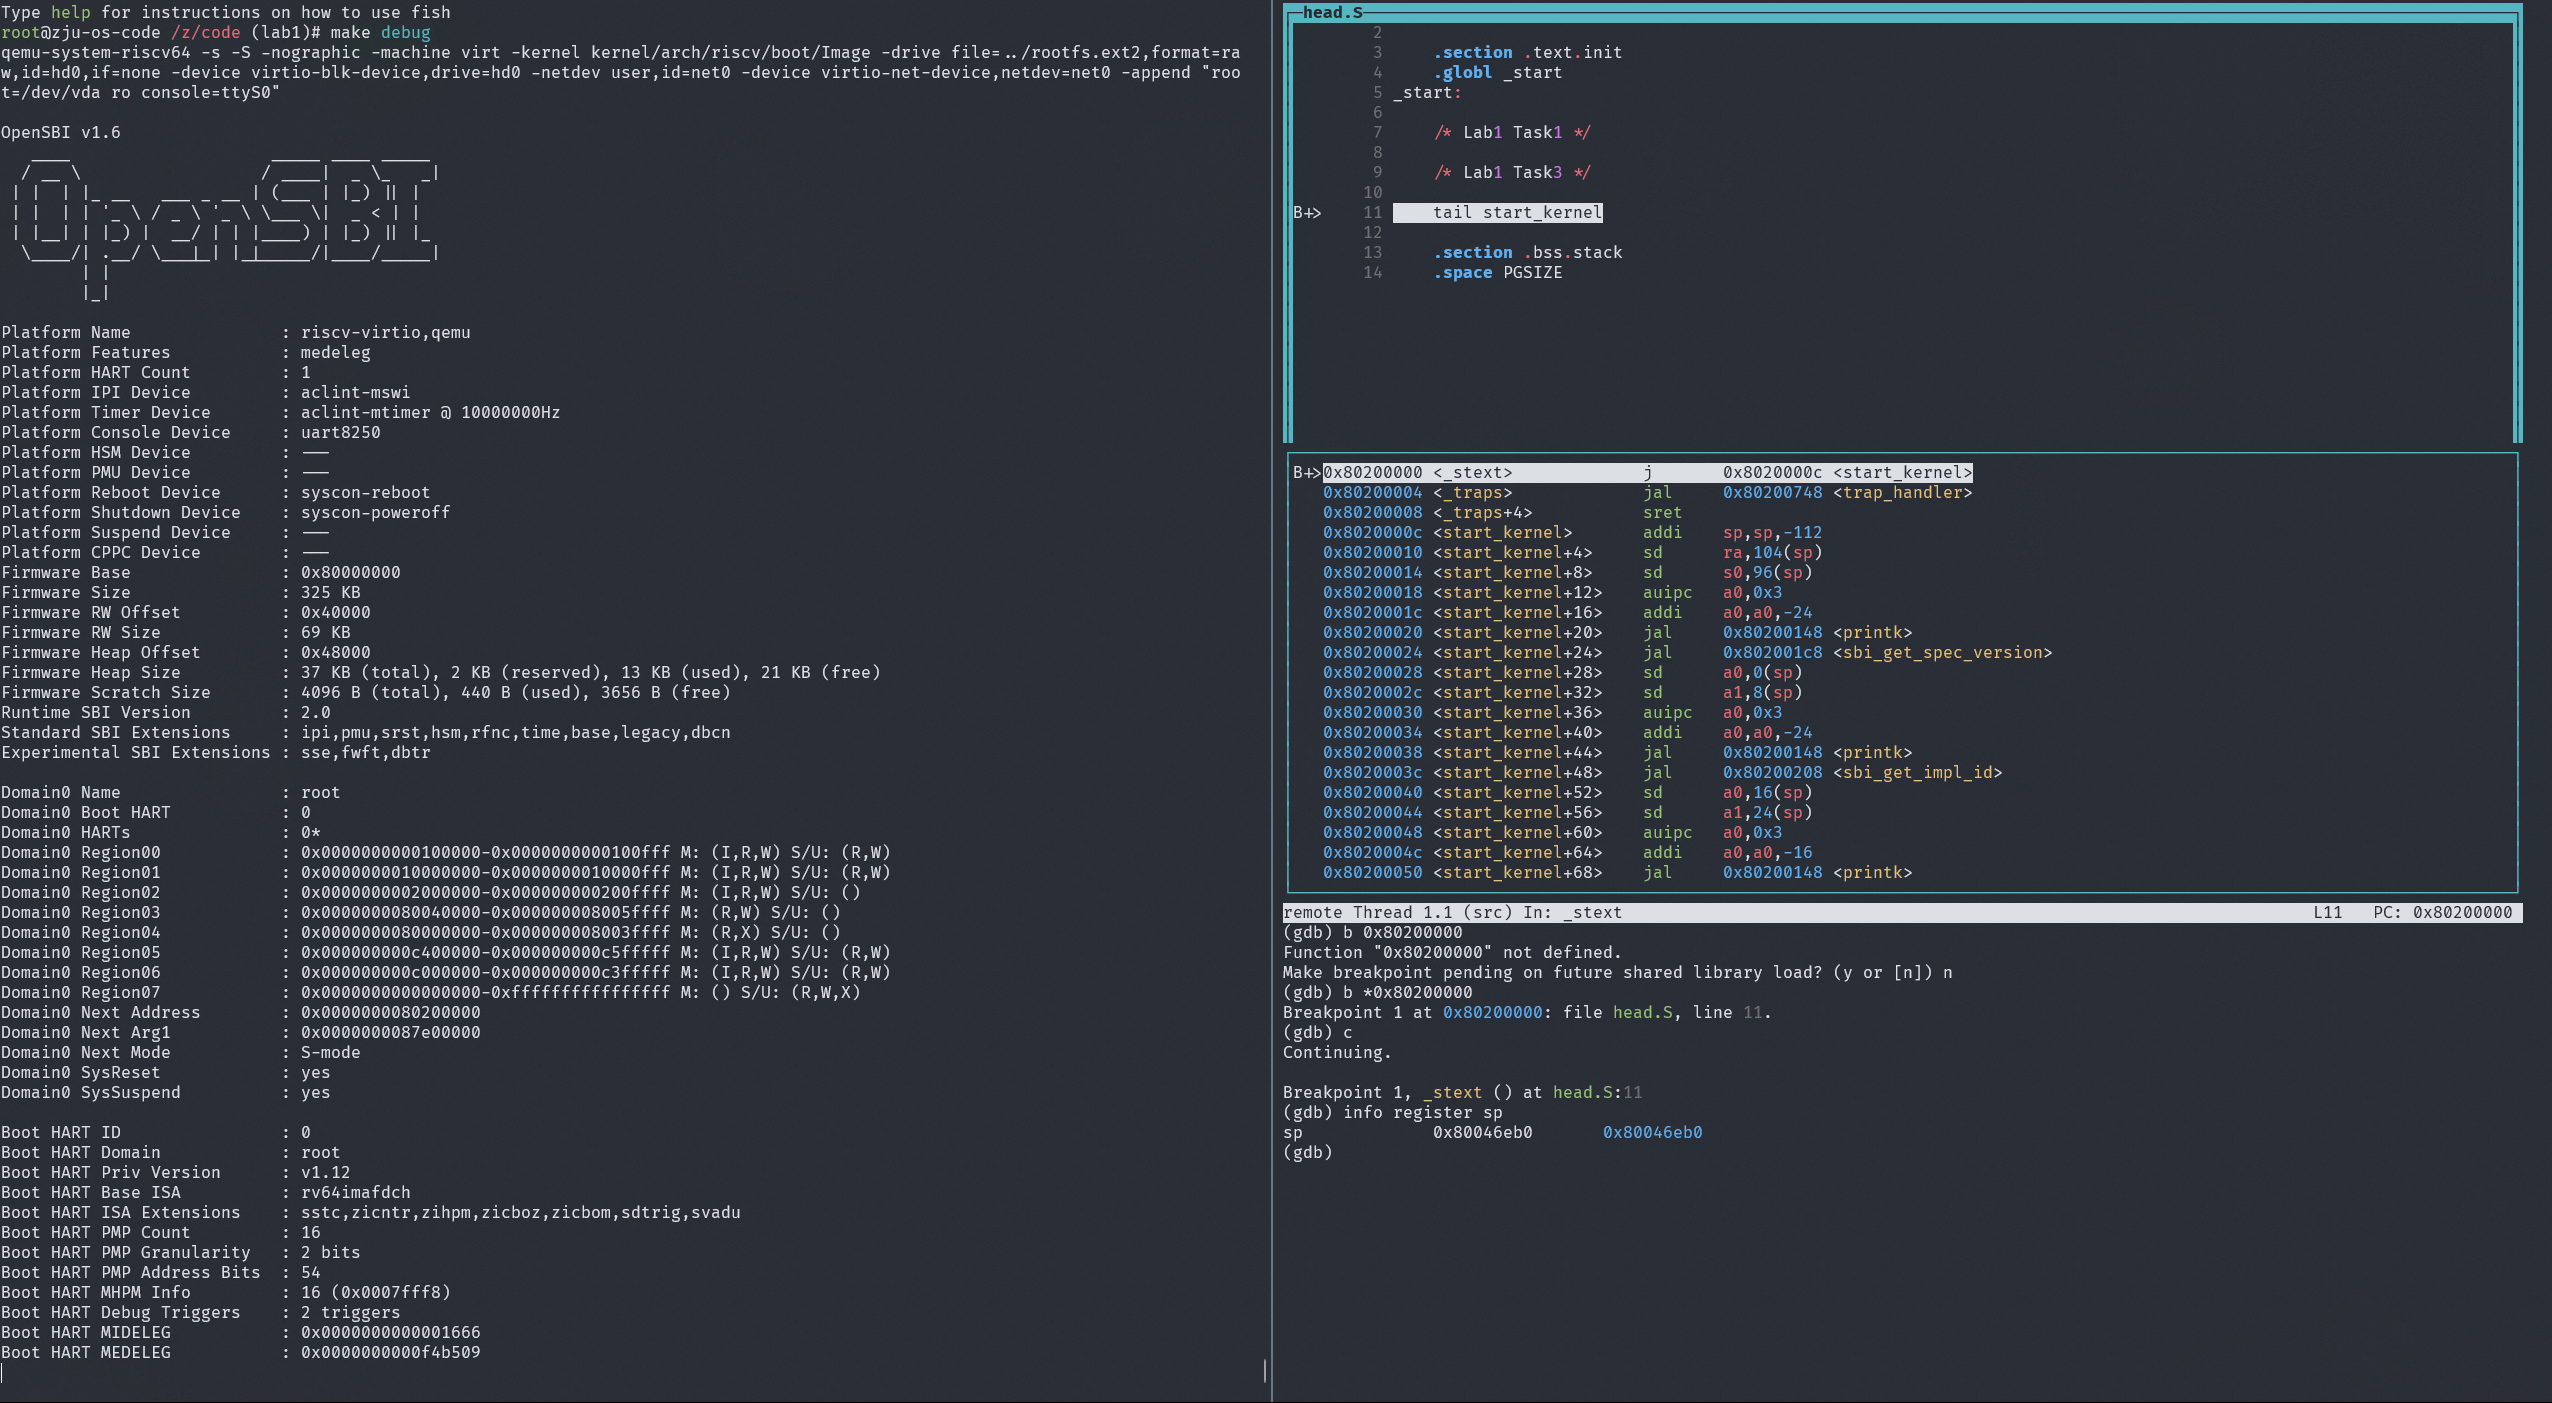 Type help for instructions on how to use fish
root@zju-os-code /z/code (lab1)# make debug
qemu-system-riscv64 -s -S -nographic -machine virt -kernel kernel/arch/riscv/boot/Image -drive file=../rootfs.ext2,format=ra
w,id=hd0,if=none -device virtio-blk-device,drive=hd0 -netdev user,id=net0 -device virtio-net-device,netdev=net0 -append "roo
t=/dev/vda ro console=ttyS0"
OpenSBI v1.6
OpenSBI
Platform Name : riscv-virtio,qemu
Platform Features : medeleg
Platform HART Count : 1
Platform IPI Device : aclint-mswi
Platform Timer Device : aclint-mtimer @ 10000000Hz
Platform Console Device : uart8250
Platform HSM Device : ---
Platform PMU Device : ---
Platform Reboot Device : syscon-reboot
Platform Shutdown Device : syscon-poweroff
Platform Suspend Device : ---
Platform CPPC Device : ---
Firmware Base : 0x80000000
Firmware Size : 325 KB
Firmware RW Offset : 0x40000
Firmware RW Size : 69 KB
Firmware Heap Offset : 0x48000
Firmware Heap Size : 37 KB (total), 2 KB (reserved), 13 KB (used), 21 KB (free)
Firmware Scratch Size : 4096 B (total), 440 B (used), 3656 B (free)
Runtime SBI Version : 2.0
Standard SBI Extensions : ipi,pmu,srst,hsm,rfnc,time,base,legacy,dbcn
Experimental SBI Extensions : sse,fwft,dbtr
Domain0 Name : root
Domain0 Boot HART : 0
Domain0 HARTs : 0*
Domain0 Region00 : 0x0000000000100000-0x0000000000100fff M: (I,R,W) S/U: (R,W)
Domain0 Region01 : 0x0000000010000000-0x0000000010000fff M: (I,R,W) S/U: (R,W)
Domain0 Region02 : 0x0000000002000000-0x000000000200ffff M: (I,R,W) S/U: ()
Domain0 Region03 : 0x0000000080040000-0x000000008005ffff M: (R,W) S/U: ()
Domain0 Region04 : 0x0000000080000000-0x000000008003ffff M: (R,X) S/U: ()
Domain0 Region05 : 0x000000000c400000-0x000000000c5fffff M: (I,R,W) S/U: (R,W)
Domain0 Region06 : 0x000000000c000000-0x000000000c3fffff M: (I,R,W) S/U: (R,W)
Domain0 Region07 : 0x0000000000000000-0xffffffffffffffff M: () S/U: (R,W,X)
Domain0 Next Address : 0x0000000080200000
Domain0 Next Arg1 : 0x0000000087e00000
Domain0 Next Mode : S-mode
Domain0 SysReset : yes
Domain0 SysSuspend : yes
Boot HART ID : 0
Boot HART Domain : root
Boot HART Priv Version : v1.12
Boot HART Base ISA : rv64imafdch
Boot HART ISA Extensions : sstc,zicntr,zihpm,zicboz,zicbom,sdtrig,svadu
Boot HART PMP Count : 16
Boot HART PMP Granularity : 2 bits
Boot HART PMP Address Bits : 54
Boot HART MHPM Info : 16 (0x0007fff8)
Boot HART Debug Triggers : 2 triggers
Boot HART MIDELEG : 0x0000000000001666
Boot HART MEDELEG : 0x0000000000f4b509
head.S
2
3 .section .text.init
4 .globl _start
5 _start:
6
7 /* Lab1 Task1 */
8
9 /* Lab1 Task3 */
10
B+> 11 tail start_kernel
12
13 .section .bss.stack
14 .space PGSIZE
B+>0x80200000 <_stext> j 0x8020000c <start_kernel>
0x80200004 <_traps> jal 0x80200748 <trap_handler>
0x80200008 <_traps+4> sret
0x8020000c <start_kernel> addi sp,sp,-112
0x80200010 <start_kernel+4> sd ra,104(sp)
0x80200014 <start_kernel+8> sd s0,96(sp)
0x80200018 <start_kernel+12> auipc a0,0x3
0x8020001c <start_kernel+16> addi a0,a0,-24
0x80200020 <start_kernel+20> jal 0x80200148 <printk>
0x80200024 <start_kernel+24> jal 0x802001c8 <sbi_get_spec_version>
0x80200028 <start_kernel+28> sd a0,0(sp)
0x8020002c <start_kernel+32> sd a1,8(sp)
0x80200030 <start_kernel+36> auipc a0,0x3
0x80200034 <start_kernel+40> addi a0,a0,-24
0x80200038 <start_kernel+44> jal 0x80200148 <printk>
0x8020003c <start_kernel+48> jal 0x80200208 <sbi_get_impl_id>
0x80200040 <start_kernel+52> sd a0,16(sp)
0x80200044 <start_kernel+56> sd a1,24(sp)
0x80200048 <start_kernel+60> auipc a0,0x3
0x8020004c <start_kernel+64> addi a0,a0,-16
0x80200050 <start_kernel+68> jal 0x80200148 <printk>
remote Thread 1.1 (src) In: _stext L11 PC: 0x80200000
(gdb) b 0x80200000
Function "0x80200000" not defined.
Make breakpoint pending on future shared library load? (y or [n]) n
(gdb) b *0x80200000
Breakpoint 1 at 0x80200000: file head.S, line 11.
(gdb) c
Continuing.
Breakpoint 1, _stext () at head.S:11
(gdb) info register sp
sp 0x80046eb0 0x80046eb0
(gdb)